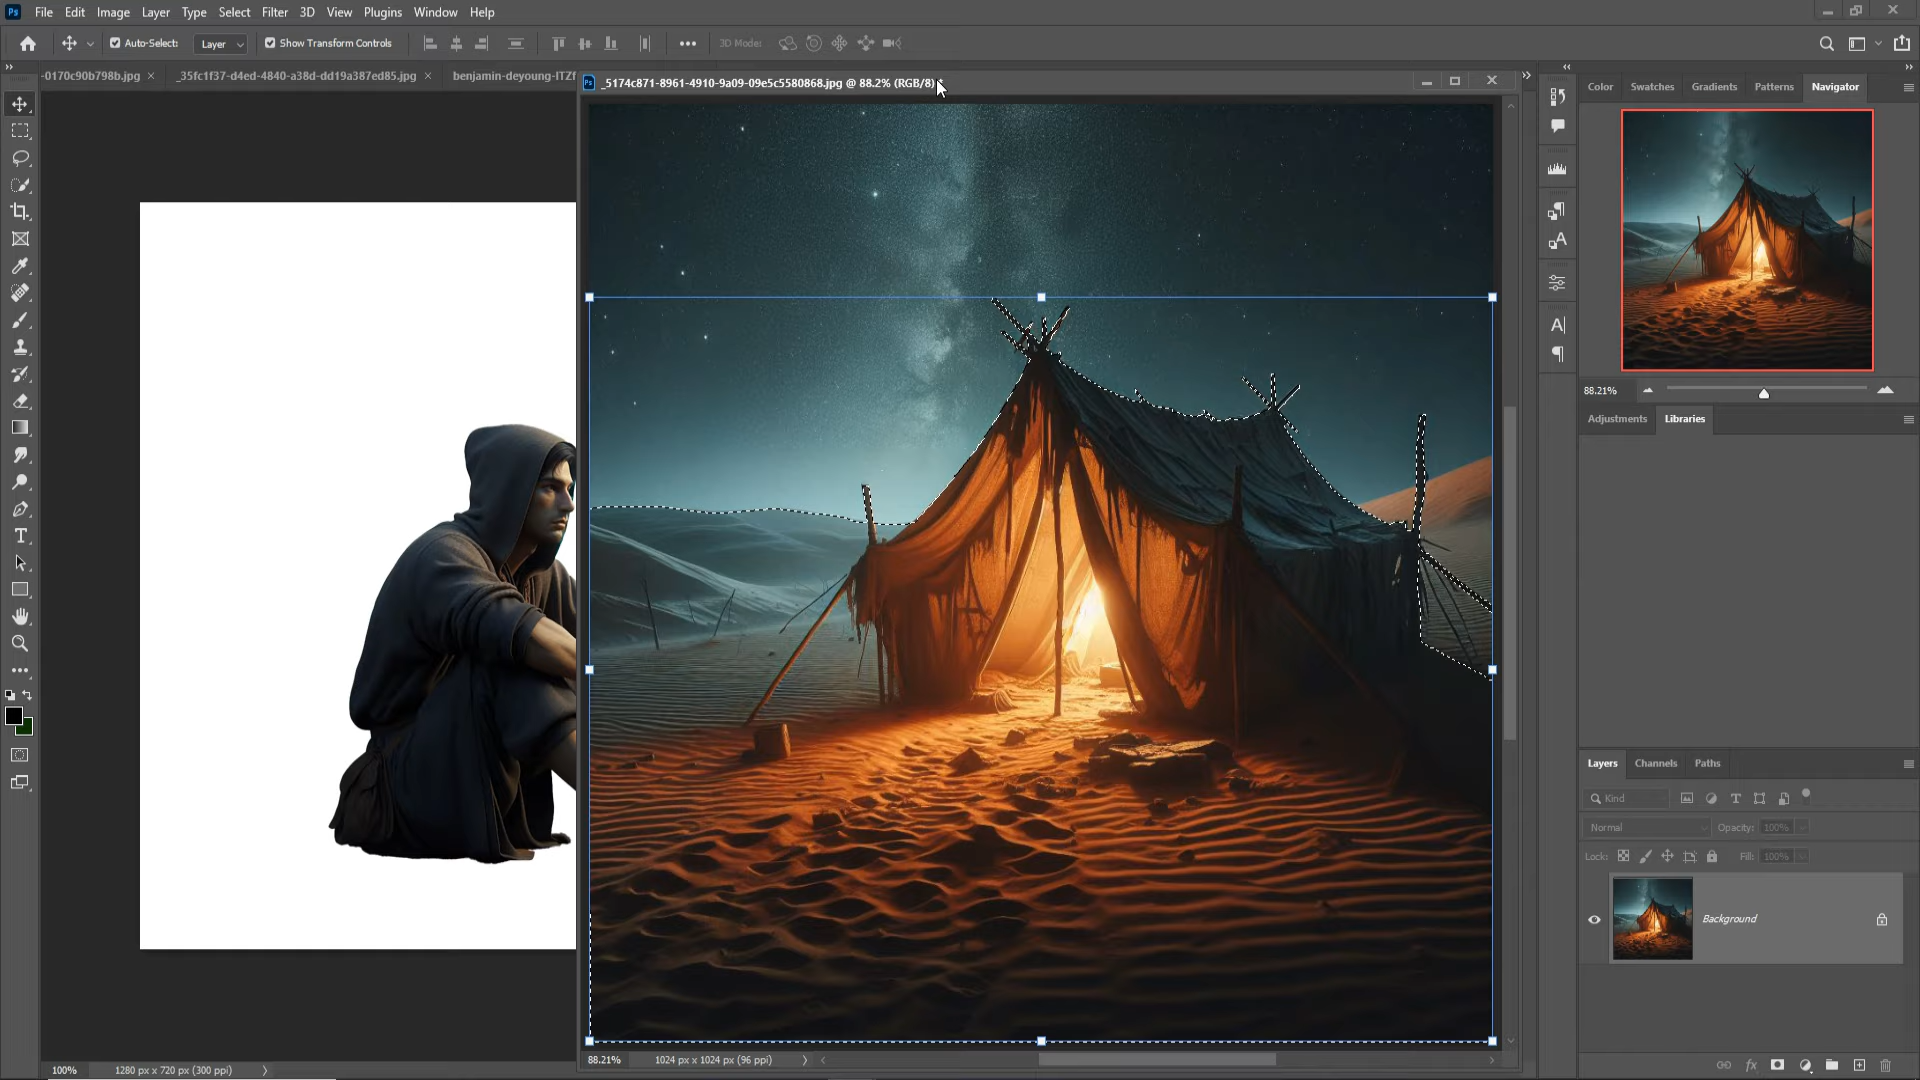 Ps File Edit Image Layer Type Select Filter 3D View Plugins Window Help
Auto-Select: Layer Show Transform Controls 3D Mode:
-0170c90b798b.jpg × _35fc1f37-d4ed-4840-a38d-dd19a387ed85.jpg × benjamin-deyoung-ITZf
Ps _5174c871-8961-4910-9a09-09e5c5580868.jpg @ 88.2% (RGB/8) *
Color Swatches Gradients Patterns Navigator
88.21%
Adjustments Libraries
Layers Channels Paths
Kind
Normal Opacity: 100%
Lock: Fill: 100%
Background
88.21% 1024 px x 1024 px (96 ppi)
100% 1280 px x 720 px (300 ppi)